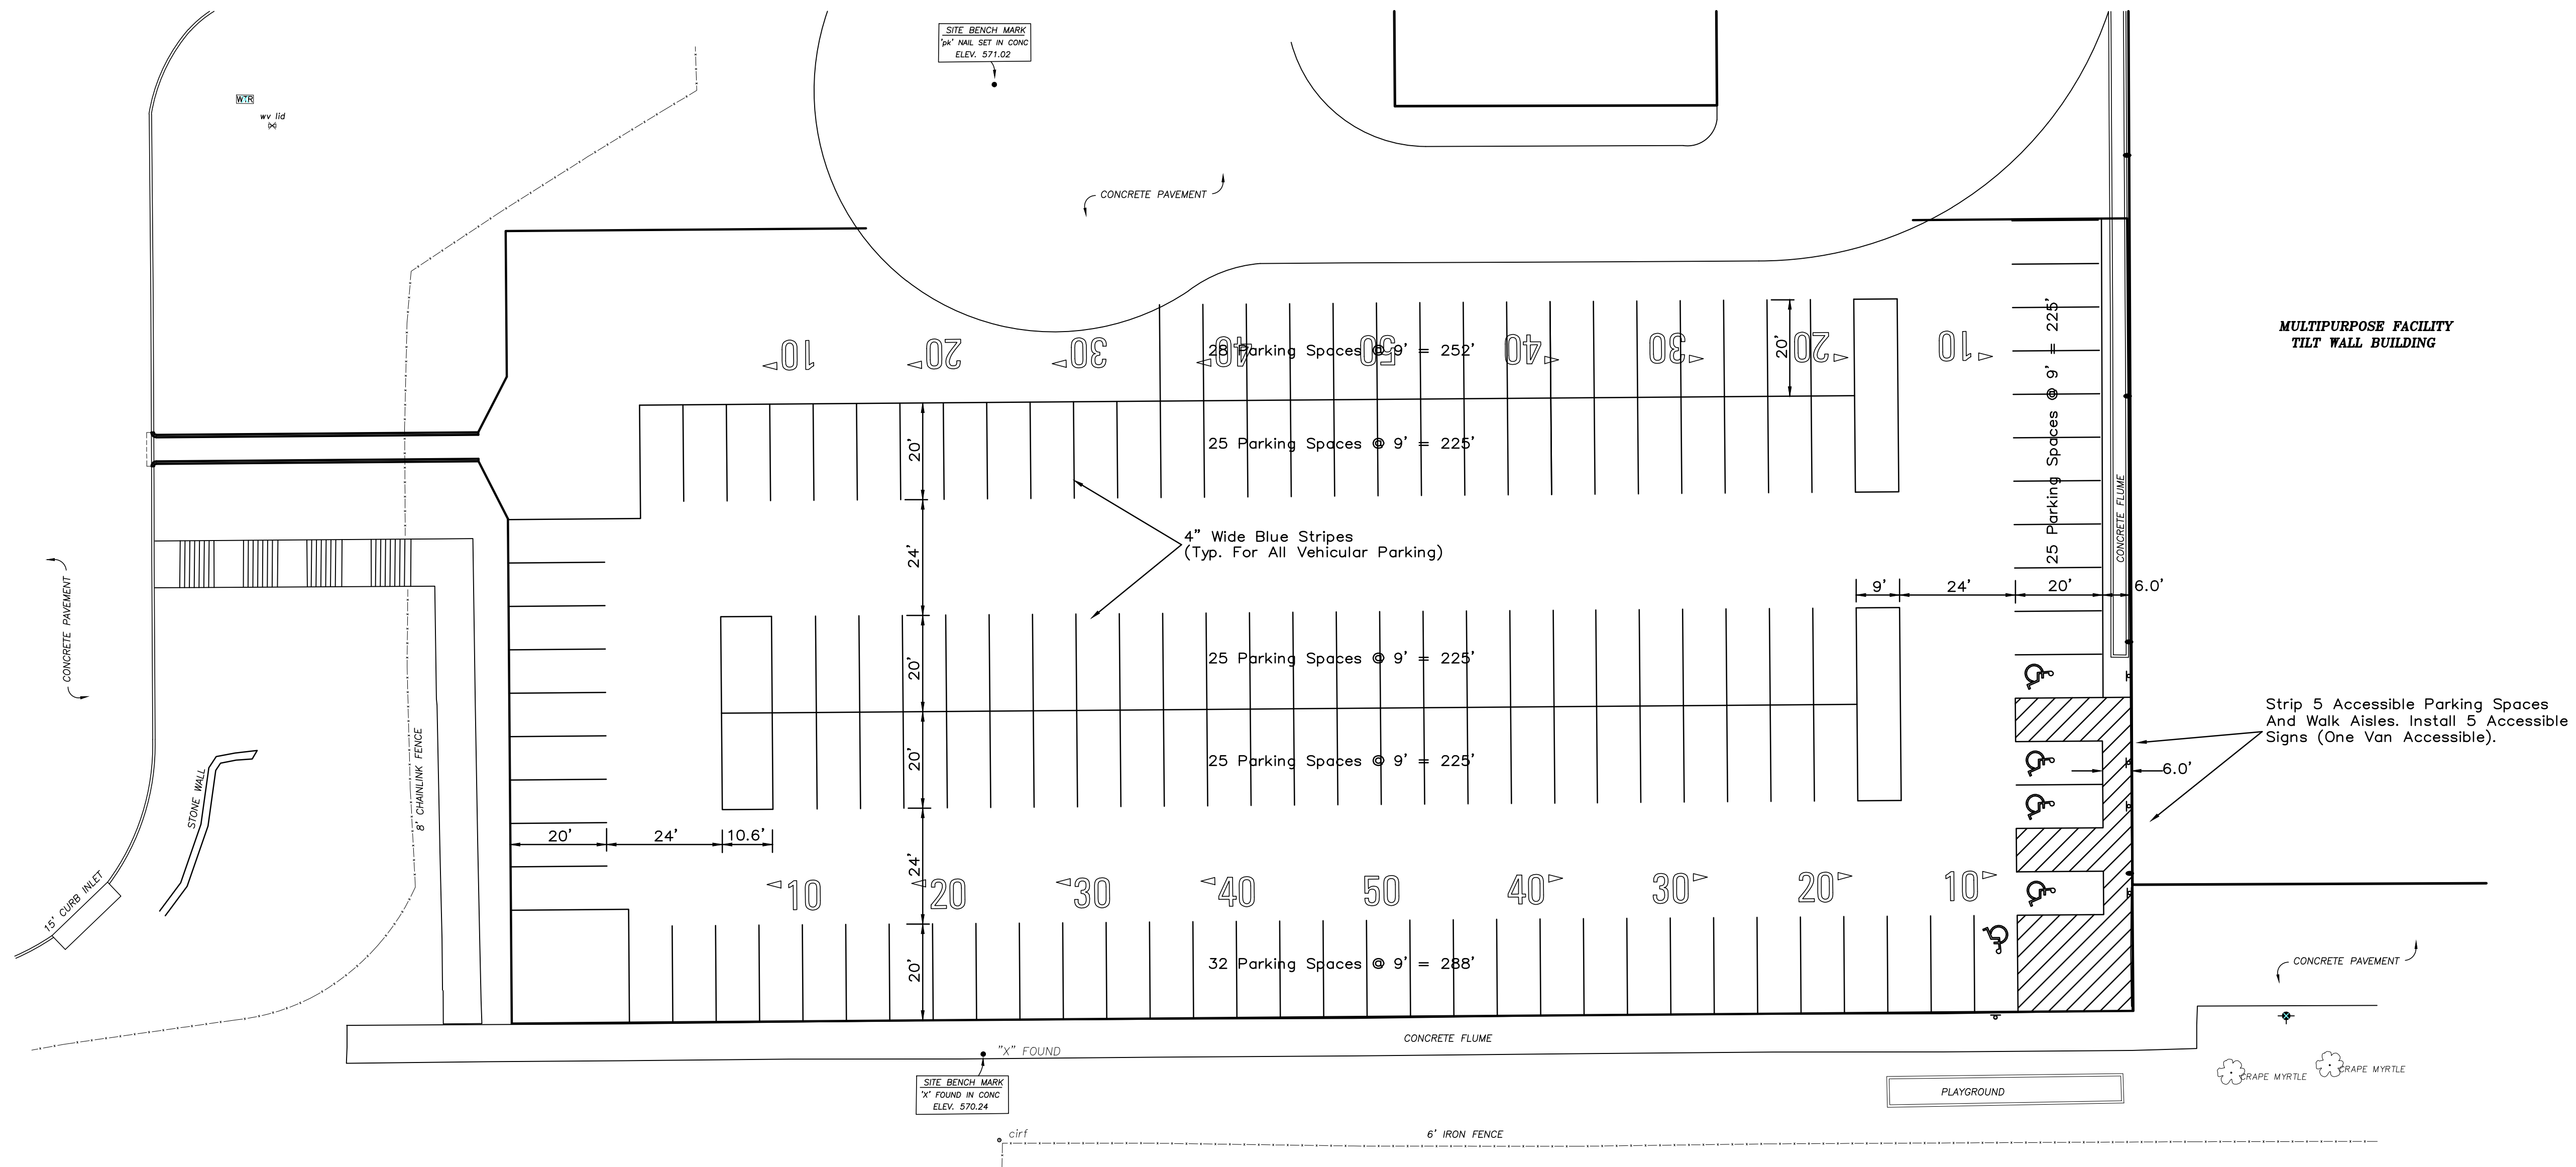 SITE BENCH MARK
'pk' NAIL SET IN CONC
ELEV. 571.02
WTR
wv lid
CONCRETE PAVEMENT
MULTIPURPOSE FACILITY
TILT WALL BUILDING
10
20
30
40
50
40
30
20
10
28 Parking Spaces @ 9' = 252'
20'
25 Parking Spaces @ 9' = 225'
20'
25 Parking Spaces @ 9' = 225'
CONCRETE FLUME
4" Wide Blue Stripes
(Typ. For All Vehicular Parking)
24'
9'
24'
20'
6.0'
CONCRETE PAVEMENT
25 Parking Spaces @ 9' = 225'
20'
Strip 5 Accessible Parking Spaces
And Walk Aisles. Install 5 Accessible
Signs (One Van Accessible).
25 Parking Spaces @ 9' = 225'
20'
6.0'
8' CHAINLINK FENCE
STONE WALL
20'
24'
10.6'
24'
15' CURB INLET
10
20
30
40
50
40
30
20
10
32 Parking Spaces @ 9' = 288'
20'
CONCRETE PAVEMENT
CONCRETE FLUME
"X" FOUND
SITE BENCH MARK
'X' FOUND IN CONC
ELEV. 570.24
PLAYGROUND
CRAPE MYRTLE
CRAPE MYRTLE
cirf
6' IRON FENCE